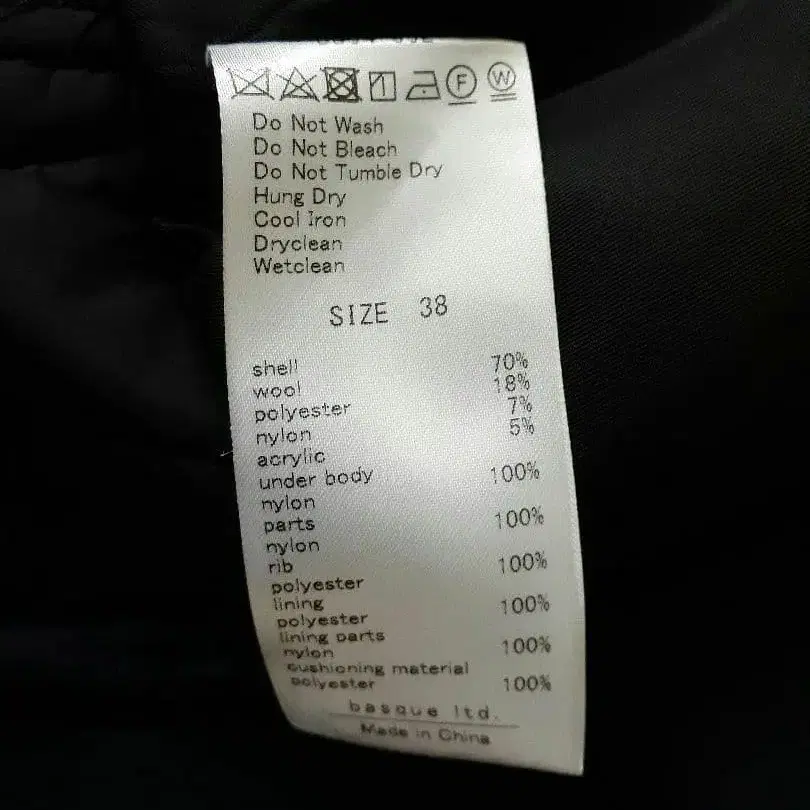 F W
Do Not Wash
Do Not Bleach
Do Not Tumble Dry
Hung Dry
Cool Iron
Dryclean
Wetclean
SIZE 38
shell
wool 70%
polyester 18%
nylon 7%
acrylic 5%
under body
nylon 100%
parts
nylon 100%
rib
polyester 100%
lining
polyester 100%
lining parts
nylon 100%
cushioning material
polyester 100%
basque ltd.
Made in China